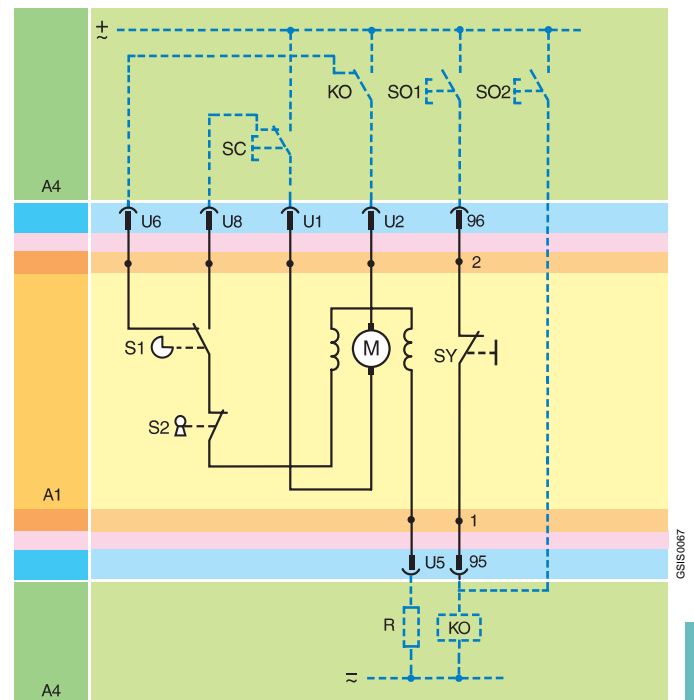 +
~
KO
SO1
SO2
SC
A4
U6
U8
U1
U2
96
2
S1
M
SY
S2
A1
1
U5
95
GSIS0067
R
KO
A4